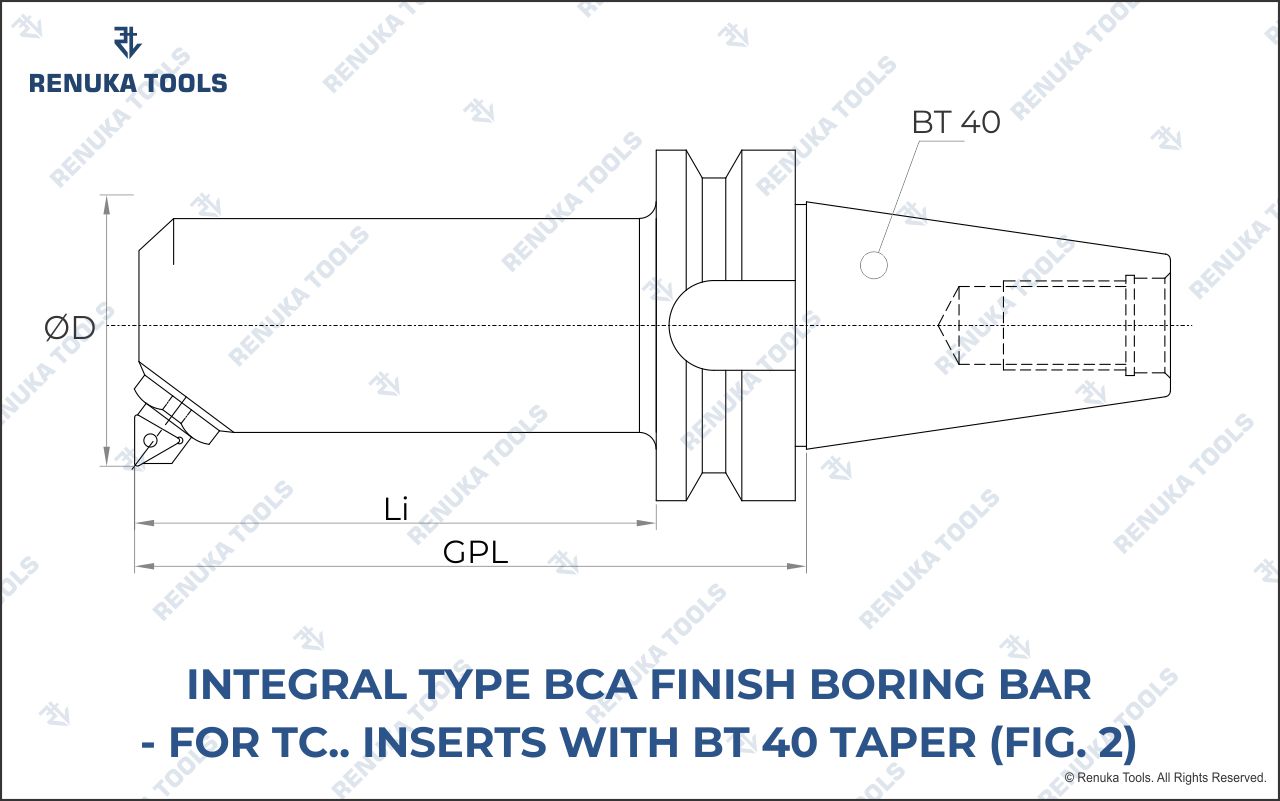 RENUKA TOOLS
BT 40
ØD
Li
GPL
INTEGRAL TYPE BCA FINISH BORING BAR
- FOR TC.. INSERTS WITH BT 40 TAPER (FIG. 2)
© Renuka Tools. All Rights Reserved.